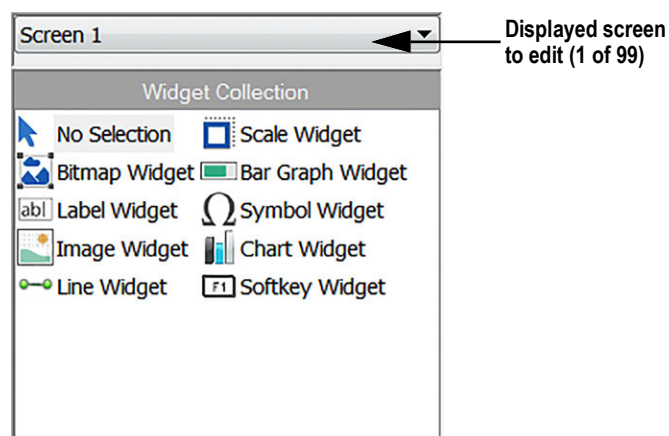 Screen 1
Displayed screen
to edit (1 of 99)
Widget Collection
No Selection
Scale Widget
Bitmap Widget
Bar Graph Widget
abl Label Widget
Ω Symbol Widget
Image Widget
Chart Widget
Line Widget
F1 Softkey Widget